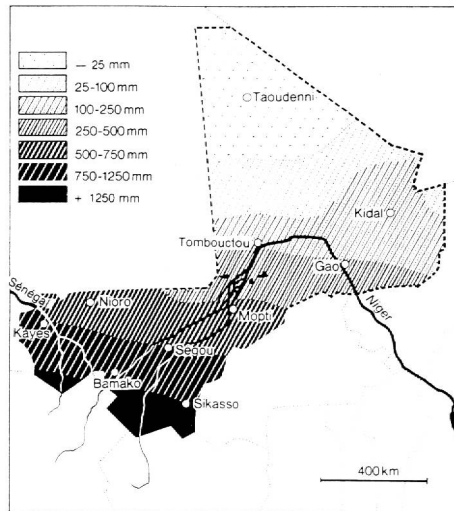 — 25 mm
25-100 mm
100-250 mm
250-500 mm
500-750 mm
750-1250 mm
+ 1250 mm
Taoudenni
Kidal
Tombouctou
Gao
Niger
Sénégal
Nioro
Mopti
Kayes
Ségou
Bamako
Sikasso
400 km